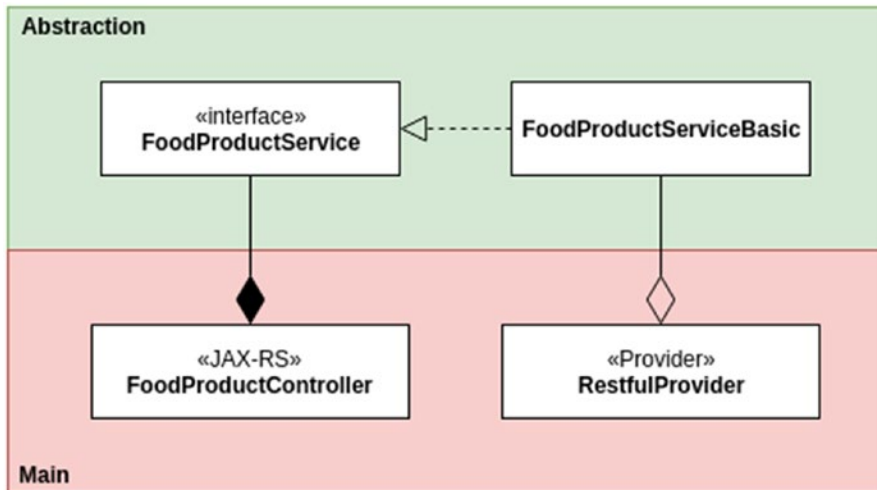 Abstraction
«interface»
FoodProductService
FoodProductServiceBasic
«JAX-RS»
FoodProductController
«Provider»
RestfulProvider
Main